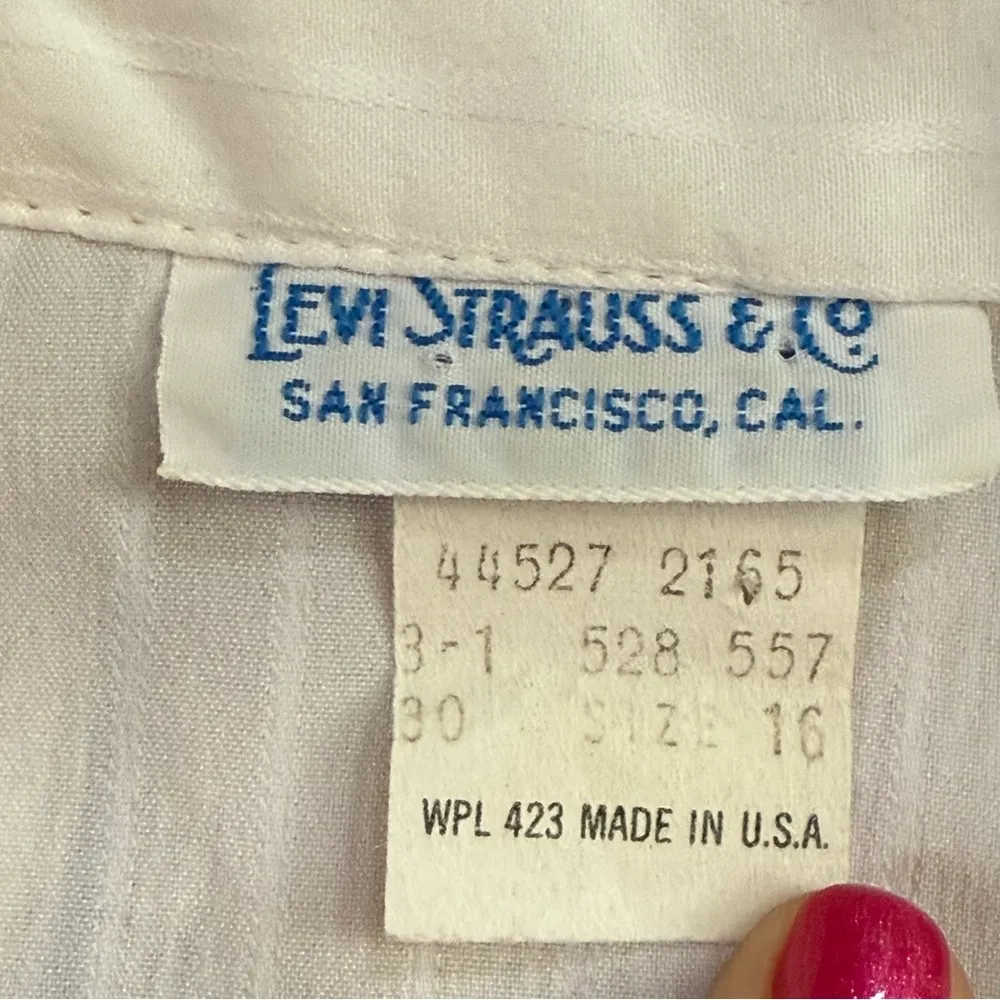 LEVI STRAUSS & CO
SAN FRANCISCO, CAL.
44527 2165
3-1 528 557
30 SIZE 16
WPL 423 MADE IN U.S.A.